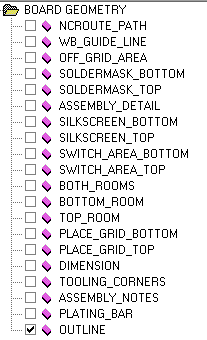 BOARD GEOMETRY
NCROUTE_PATH
WB_GUIDE_LINE
OFF_GRID_AREA
SOLDERMASK_BOTTOM
SOLDERMASK_TOP
ASSEMBLY_DETAIL
SILKSCREEN_BOTTOM
SILKSCREEN_TOP
SWITCH_AREA_BOTTOM
SWITCH_AREA_TOP
BOTH_ROOMS
BOTTOM_ROOM
TOP_ROOM
PLACE_GRID_BOTTOM
PLACE_GRID_TOP
DIMENSION
TOOLING_CORNERS
ASSEMBLY_NOTES
PLATING_BAR
OUTLINE